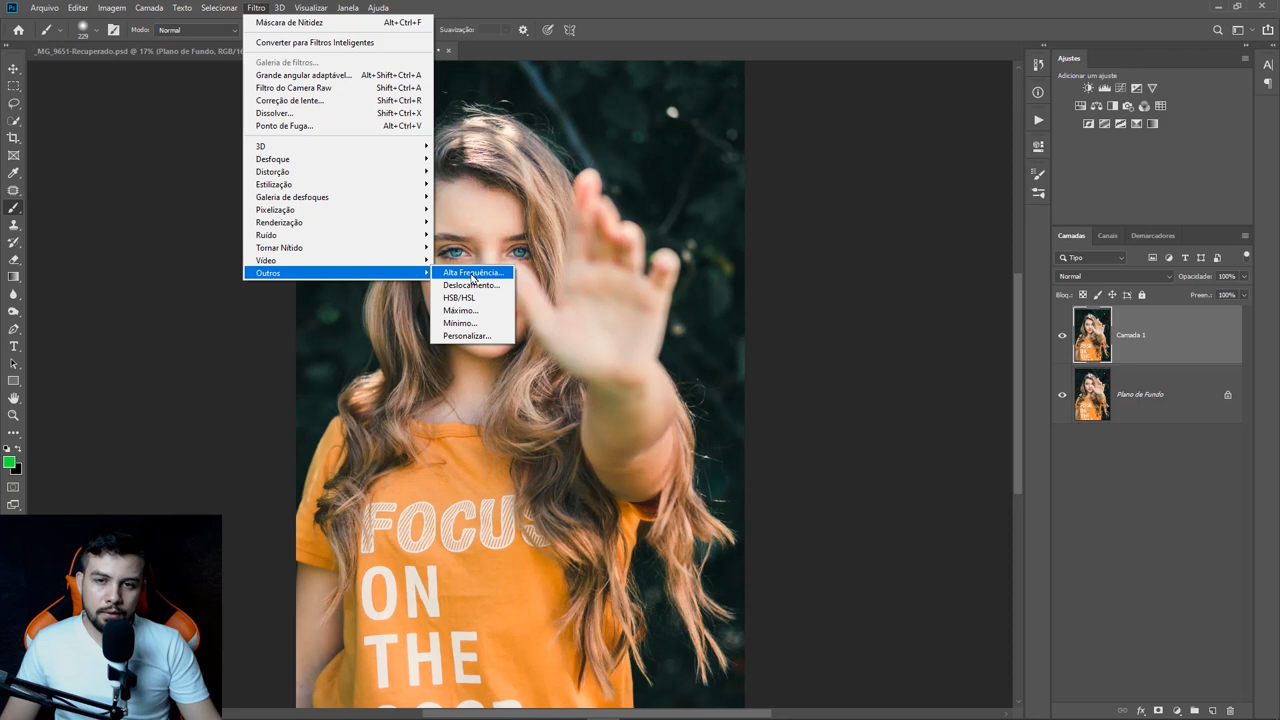 Arquivo Editar Imagem Camada Texto Selecionar Filtro 3D Visualizar Janela Ajuda
229 Modo: Normal Suavização:
_MG_9651-Recuperado.psd @ 17% (Plano de Fundo, RGB/16
Máscara de Nitidez Alt+Ctrl+F
Converter para Filtros Inteligentes
Galeria de filtros...
Grande angular adaptável... Alt+Shift+Ctrl+A
Filtro do Camera Raw Shift+Ctrl+A
Correção de lente... Shift+Ctrl+R
Dissolver... Shift+Ctrl+X
Ponto de Fuga... Alt+Ctrl+V
3D
Desfoque
Distorção
Estilização
Galeria de desfoques
Pixelização
Renderização
Ruído
Tornar Nítido
Vídeo
Outros
Alta Frequência...
Deslocamento...
HSB/HSL
Máximo...
Mínimo...
Personalizar...
FOCUS
ON
THE
GOOD
Ajustes
Adicionar um ajuste
Camadas Canais Demarcadores
Tipo
Normal Opacidade: 100%
Bloq.: Preen.: 100%
Camada 1
Plano de Fundo